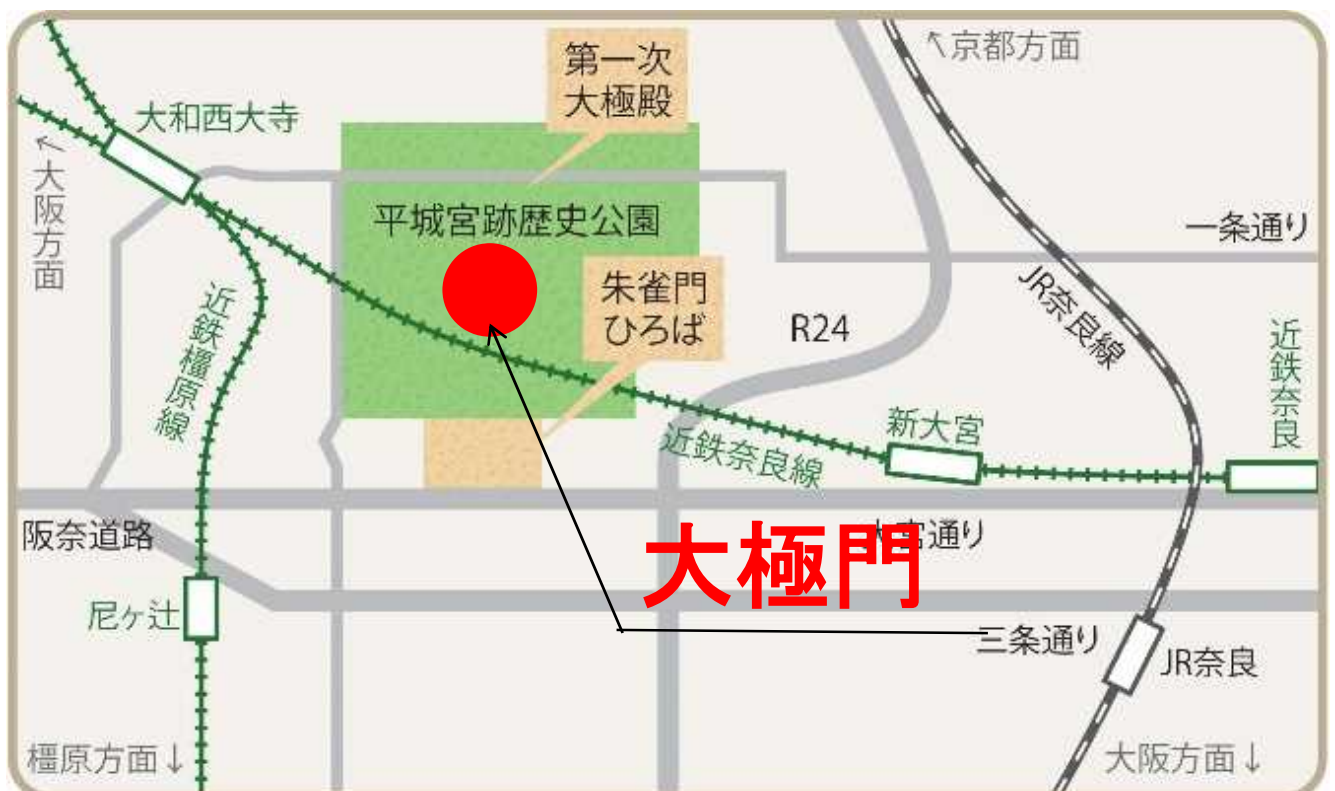 ↖京都方面
第一次
大極殿
大和西大寺
↑大阪方面
平城宮跡歴史公園
一条通り
朱雀門
ひろば
近鉄橿原線
R24
JR奈良線
近鉄奈良
新大宮
近鉄奈良線
阪奈道路
大宮通り
大極門
尼ヶ辻
三条通り
JR奈良
橿原方面↓
大阪方面↓